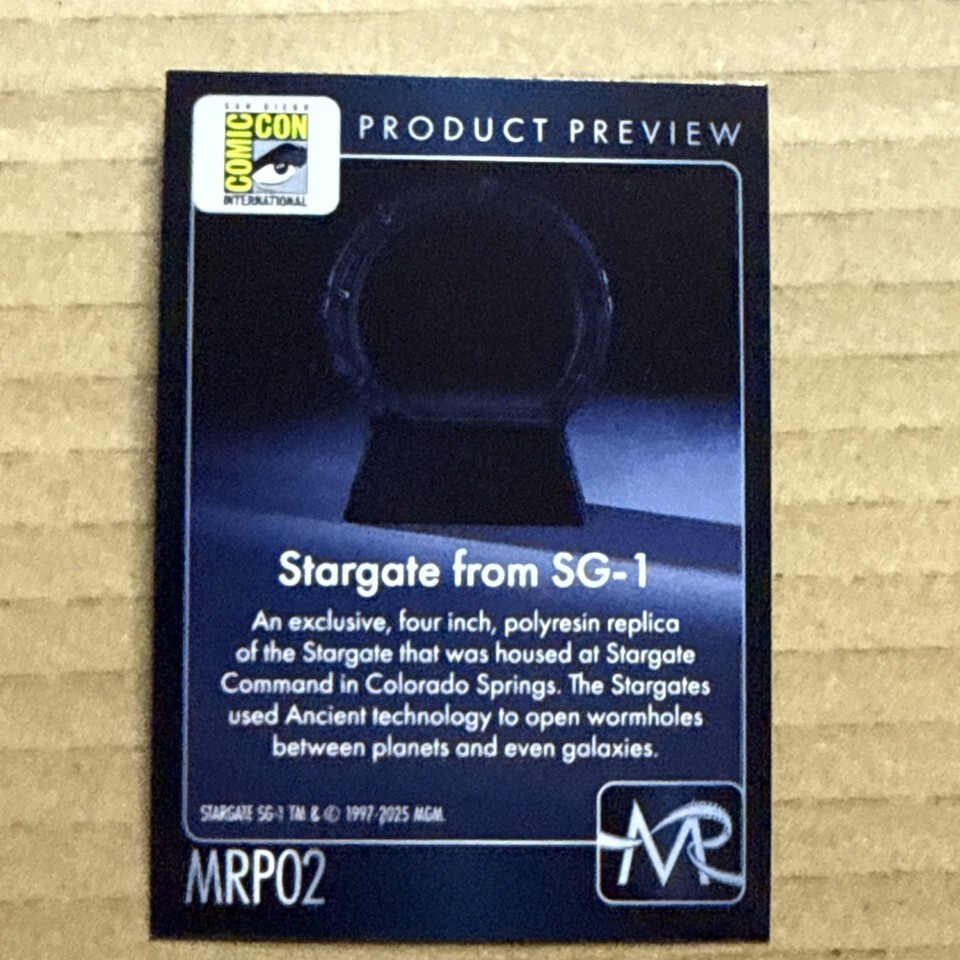 SAN DIEGO
COMIC CON
INTERNATIONAL
PRODUCT PREVIEW
Stargate from SG-1
An exclusive, four inch, polyresin replica
of the Stargate that was housed at Stargate
Command in Colorado Springs. The Stargates
used Ancient technology to open wormholes
between planets and even galaxies.
STARGATE SG-1 TM & © 1997-2025 MGM.
MRP02
MR